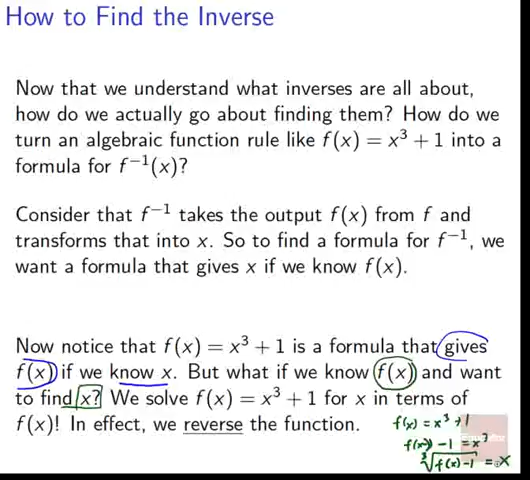 How to Find the Inverse
Now that we understand what inverses are all about,
how do we actually go about finding them? How do we
turn an algebraic function rule like f(x) = x³ + 1 into a
formula for f⁻¹(x)?
Consider that f⁻¹ takes the output f(x) from f and
transforms that into x. So to find a formula for f⁻¹, we
want a formula that gives x if we know f(x).
Now notice that f(x) = x³ + 1 is a formula that gives
f(x) if we know x. But what if we know f(x) and want
to find x? We solve f(x) = x³ + 1 for x in terms of
f(x)! In effect, we reverse the function.
f(x) = x³ + 1
f(x) - 1 = x³
∛f(x)-1 = x